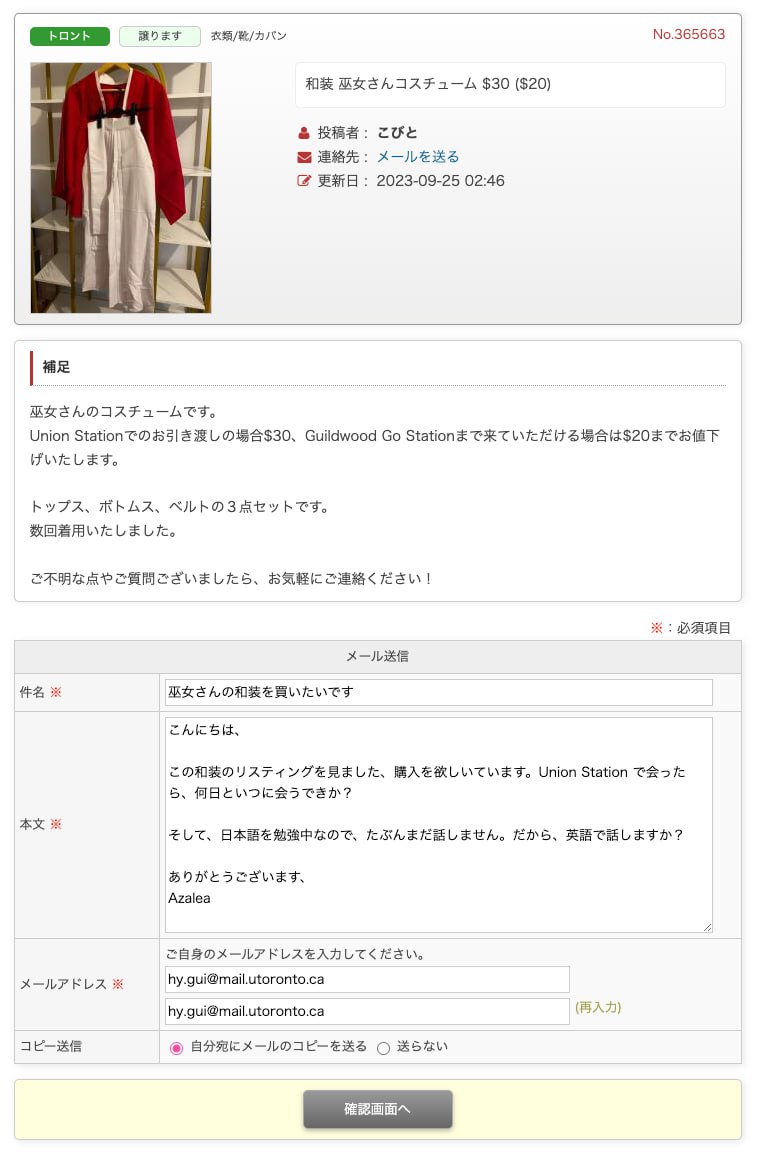 トロント 譲ります 衣類/靴/カバン No.365663
和装 巫女さんコスチューム $30 ($20)
投稿者： こびと
連絡先： メールを送る
更新日： 2023-09-25 02:46
補足
巫女さんのコスチュームです。
Union Stationでのお引き渡しの場合$30、Guildwood Go Stationまで来ていただける場合は$20までお値下
げいたします。
トップス、ボトムス、ベルトの３点セットです。
数回着用いたしました。
ご不明な点やご質問ございましたら、お気軽にご連絡ください！
※：必須項目
メール送信
件名 ※ 巫女さんの和装を買いたいです
本文 ※
こんにちは、
この和装のリスティングを見ました、購入を欲しいています。Union Station で会った
ら、何日といつに会うできか？
そして、日本語を勉強中なので、たぶんまだ話しません。だから、英語で話しますか？
ありがとうございます、
Azalea
メールアドレス ※
ご自身のメールアドレスを入力してください。
hy.gui@mail.utoronto.ca
hy.gui@mail.utoronto.ca (再入力)
コピー送信 自分宛にメールのコピーを送る 送らない
確認画面へ